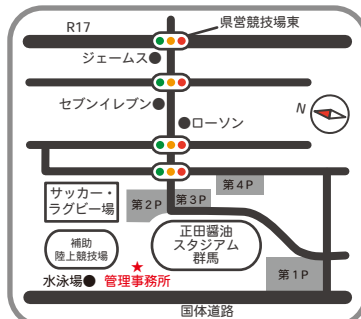 R17
県営競技場東
ジェームス
セブンイレブン
ローソン
N
サッカー・
ラグビー場
第2P
第3P
第4P
補助
陸上競技場
正田醤油
スタジアム
群馬
第1P
水泳場
管理事務所
国体道路